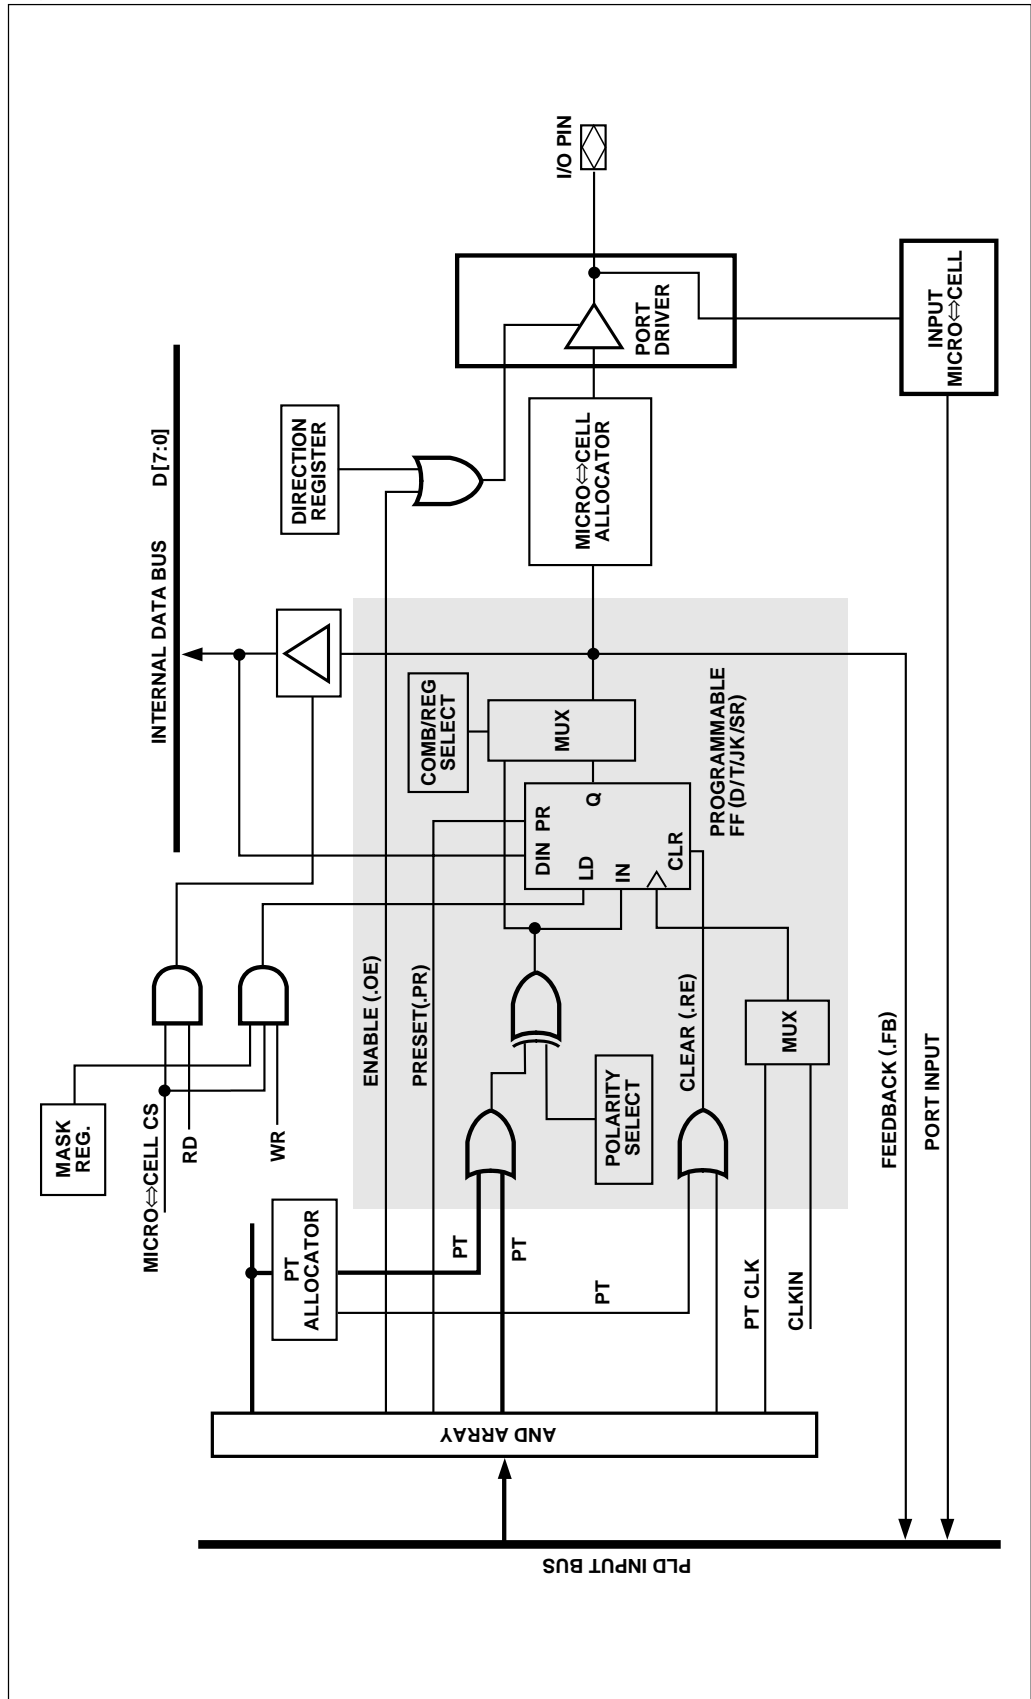 MASK
REG.
MICRO⇔CELL CS
RD
WR
INTERNAL DATA BUS
D[7:0]
DIRECTION
REGISTER
I/O PIN
PORT
DRIVER
INPUT
MICRO⇔CELL
MICRO⇔CELL
ALLOCATOR
COMB/REG
SELECT
MUX
PROGRAMMABLE
FF (D/T/JK/SR)
DIN
PR
LD
IN
Q
CLR
ENABLE (.OE)
PRESET(.PR)
POLARITY
SELECT
CLEAR (.RE)
MUX
FEEDBACK (.FB)
PORT INPUT
PT
ALLOCATOR
PT
PT
PT
PT CLK
CLKIN
AND ARRAY
PLD INPUT BUS